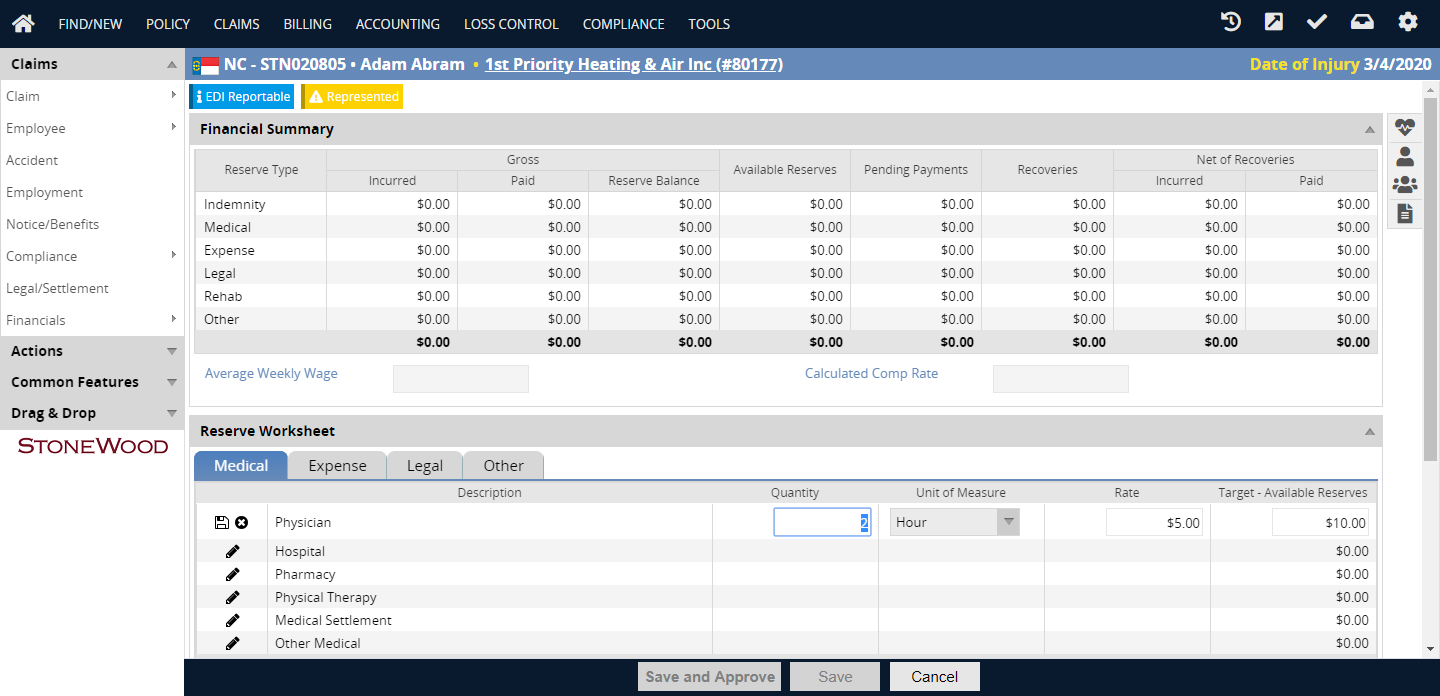 FIND/NEW POLICY CLAIMS BILLING ACCOUNTING LOSS CONTROL COMPLIANCE TOOLS
Claims
Claim
Employee
Accident
Employment
Notice/Benefits
Compliance
Legal/Settlement
Financials
Actions
Common Features
Drag & Drop
STONEWOOD
NC - STN020805 • Adam Abram • 1st Priority Heating & Air Inc (#80177) Date of Injury 3/4/2020
EDI Reportable Represented
Financial Summary
Reserve Type Gross Available Reserves Pending Payments Recoveries Net of Recoveries
Incurred Paid Reserve Balance Incurred Paid
Indemnity $0.00 $0.00 $0.00 $0.00 $0.00 $0.00 $0.00 $0.00
Medical $0.00 $0.00 $0.00 $0.00 $0.00 $0.00 $0.00 $0.00
Expense $0.00 $0.00 $0.00 $0.00 $0.00 $0.00 $0.00 $0.00
Legal $0.00 $0.00 $0.00 $0.00 $0.00 $0.00 $0.00 $0.00
Rehab $0.00 $0.00 $0.00 $0.00 $0.00 $0.00 $0.00 $0.00
Other $0.00 $0.00 $0.00 $0.00 $0.00 $0.00 $0.00 $0.00
$0.00 $0.00 $0.00 $0.00 $0.00 $0.00 $0.00 $0.00
Average Weekly Wage Calculated Comp Rate
Reserve Worksheet
Medical Expense Legal Other
Description Quantity Unit of Measure Rate Target - Available Reserves
Physician 2 Hour $5.00 $10.00
Hospital $0.00
Pharmacy $0.00
Physical Therapy $0.00
Medical Settlement $0.00
Other Medical $0.00
Save and Approve Save Cancel